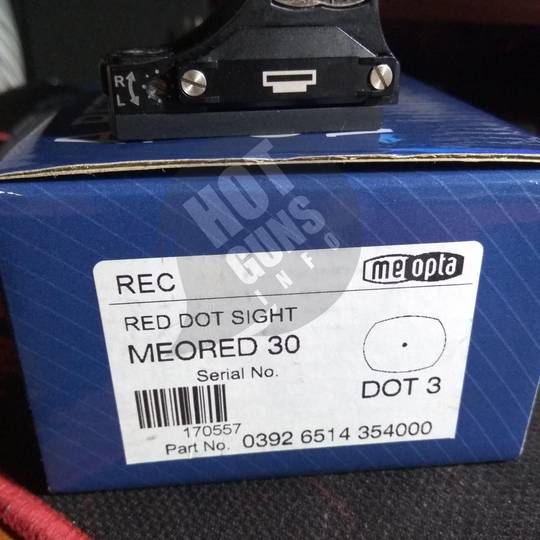 R
L
HOT
GUNS
INFO
REC
meopta
RED DOT SIGHT
MEORED 30
Serial No.
DOT 3
170557
Part No. 0392 6514 354000